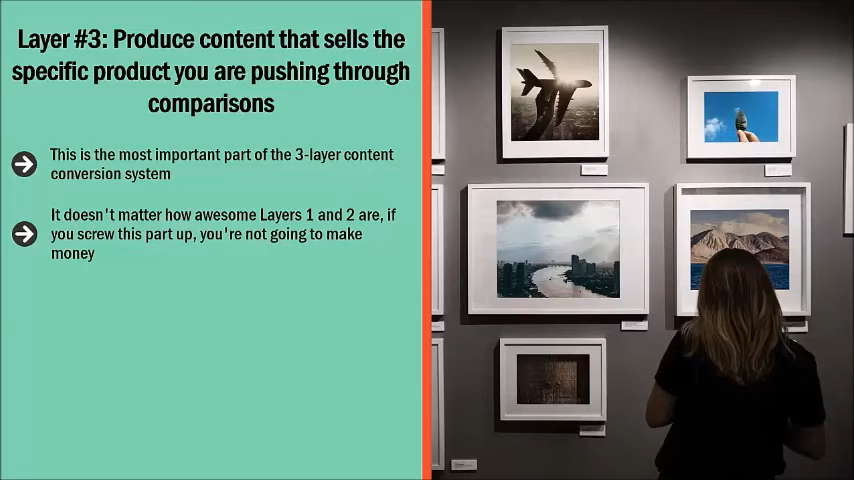 Layer #3: Produce content that sells the
specific product you are pushing through
comparisons
This is the most important part of the 3-layer content
conversion system
It doesn't matter how awesome Layers 1 and 2 are, if
you screw this part up, you're not going to make
money